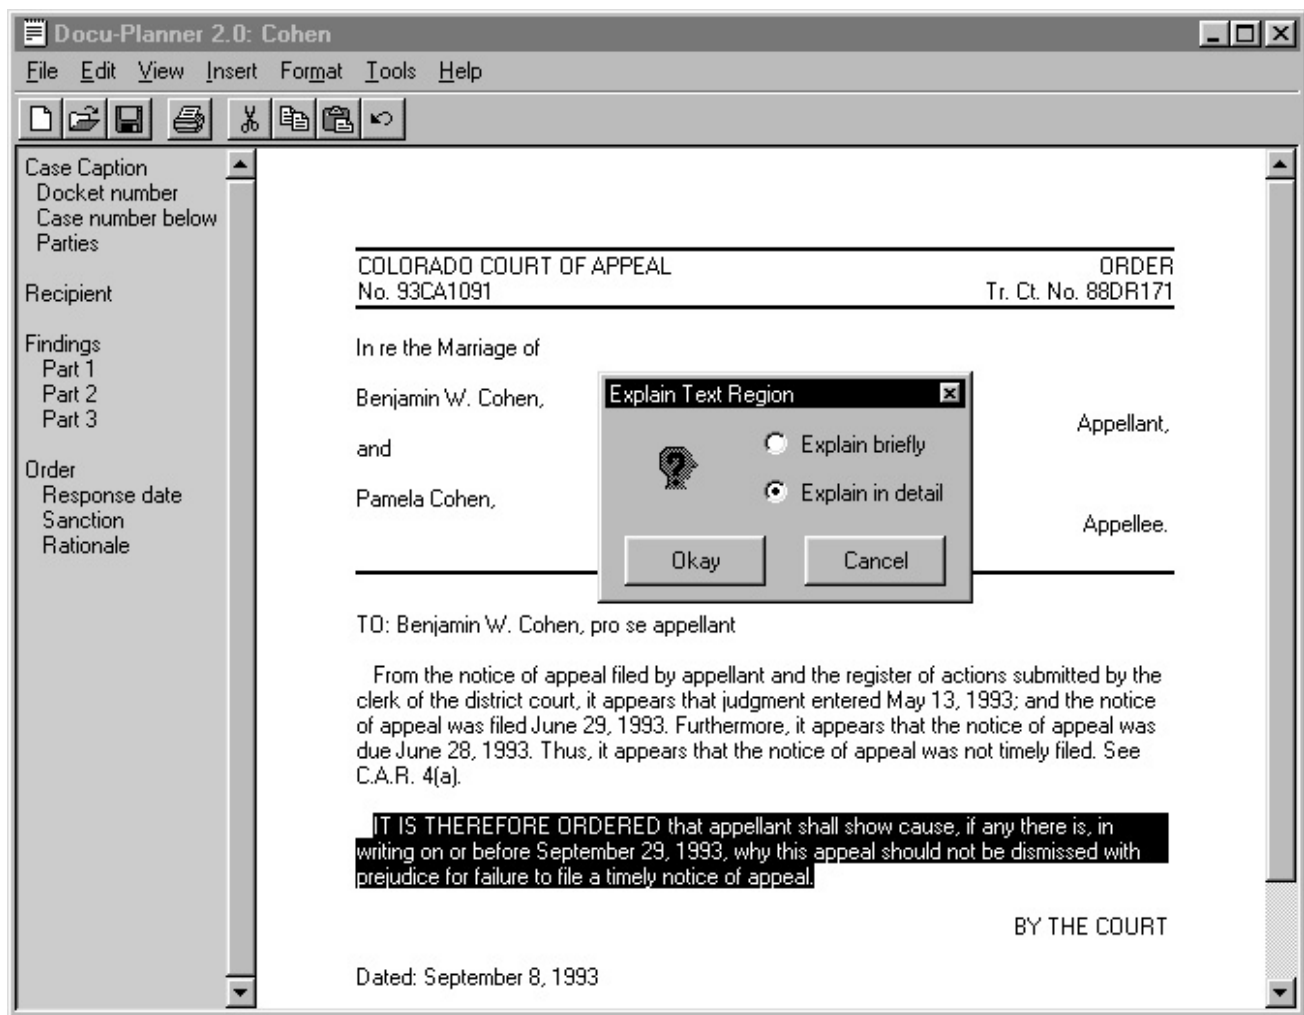 Docu-Planner 2.0: Cohen
File Edit View Insert Format Tools Help
Case Caption
Docket number
Case number below
Parties
Recipient
Findings
Part 1
Part 2
Part 3
Order
Response date
Sanction
Rationale
COLORADO COURT OF APPEAL ORDER
No. 93CA1091 Tr. Ct. No. 88DR171
In re the Marriage of
Benjamin W. Cohen,
Appellant,
and
Pamela Cohen,
Appellee.
Explain Text Region
Explain briefly
Explain in detail
Okay Cancel
TO: Benjamin W. Cohen, pro se appellant
From the notice of appeal filed by appellant and the register of actions submitted by the
clerk of the district court, it appears that judgment entered May 13, 1993; and the notice
of appeal was filed June 29, 1993. Furthermore, it appears that the notice of appeal was
due June 28, 1993. Thus, it appears that the notice of appeal was not timely filed. See
C.A.R. 4(a).
IT IS THEREFORE ORDERED that appellant shall show cause, if any there is, in
writing on or before September 29, 1993, why this appeal should not be dismissed with
prejudice for failure to file a timely notice of appeal.
BY THE COURT
Dated: September 8, 1993